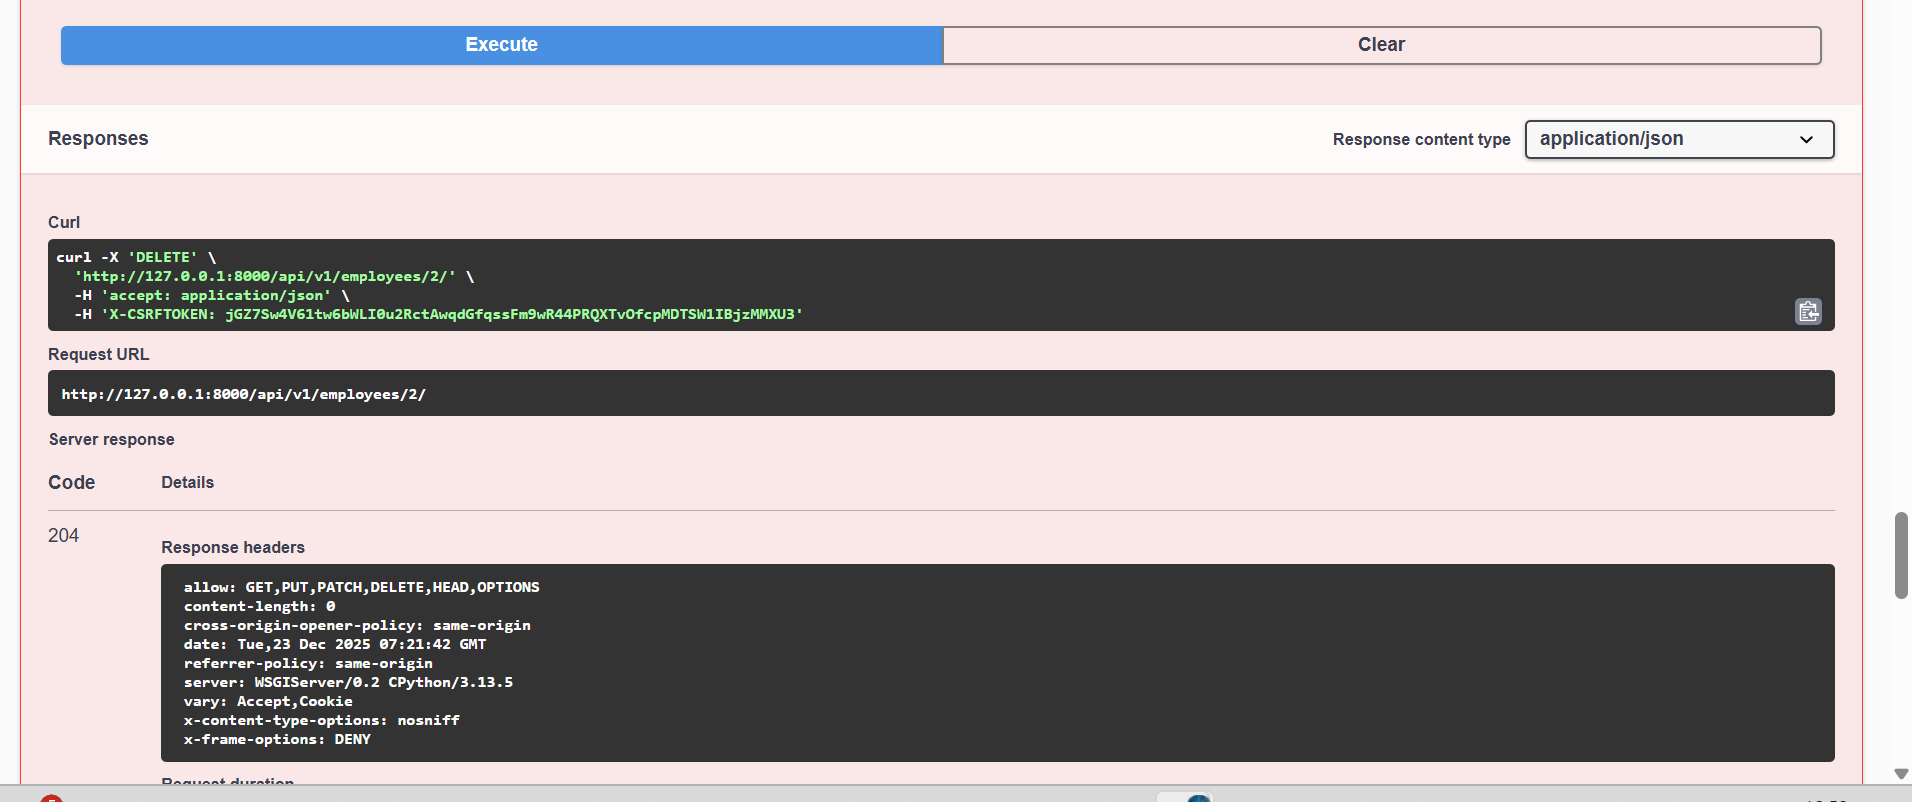 Execute
Clear
Responses
Response content type
application/json
Curl
curl -X 'DELETE' \
  'http://127.0.0.1:8000/api/v1/employees/2/' \
  -H 'accept: application/json' \
  -H 'X-CSRFTOKEN: jGZ7Sw4V61tw6bWLI0u2RctAwqdGfqssFm9wR44PRQXTvOfcpMDTSW1IBjzMMXU3'
Request URL
http://127.0.0.1:8000/api/v1/employees/2/
Server response
Code
Details
204
Response headers
allow: GET,PUT,PATCH,DELETE,HEAD,OPTIONS
content-length: 0
cross-origin-opener-policy: same-origin
date: Tue,23 Dec 2025 07:21:42 GMT
referrer-policy: same-origin
server: WSGIServer/0.2 CPython/3.13.5
vary: Accept,Cookie
x-content-type-options: nosniff
x-frame-options: DENY
Request duration